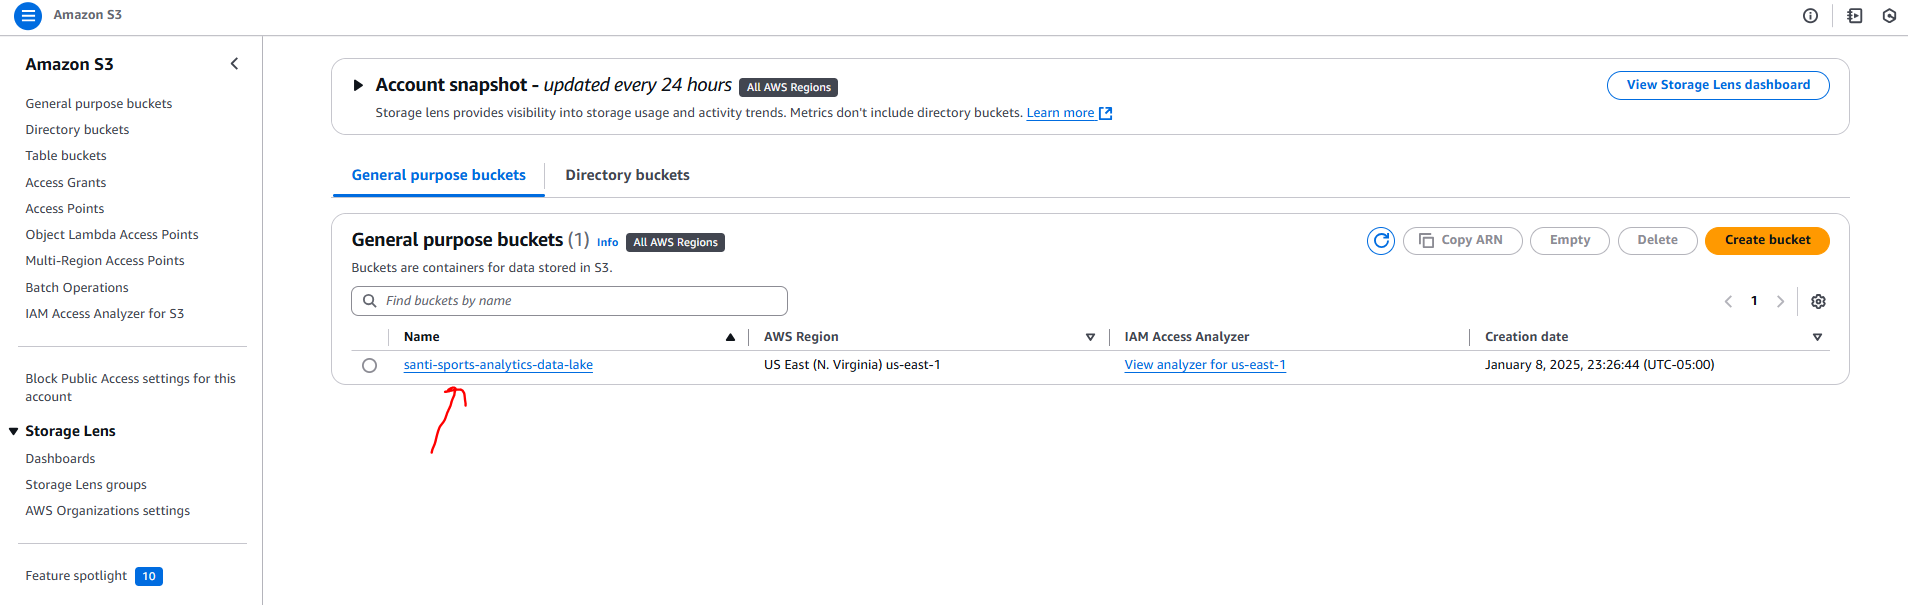 Amazon S3
Amazon S3
General purpose buckets
Directory buckets
Table buckets
Access Grants
Access Points
Object Lambda Access Points
Multi-Region Access Points
Batch Operations
IAM Access Analyzer for S3
Block Public Access settings for this
account
Storage Lens
Dashboards
Storage Lens groups
AWS Organizations settings
Feature spotlight 10
Account snapshot - updated every 24 hours All AWS Regions
View Storage Lens dashboard
Storage lens provides visibility into storage usage and activity trends. Metrics don't include directory buckets. Learn more
General purpose buckets Directory buckets
General purpose buckets (1) Info All AWS Regions
Copy ARN Empty Delete Create bucket
Buckets are containers for data stored in S3.
Find buckets by name
1
Name AWS Region IAM Access Analyzer Creation date
santi-sports-analytics-data-lake US East (N. Virginia) us-east-1 View analyzer for us-east-1 January 8, 2025, 23:26:44 (UTC-05:00)